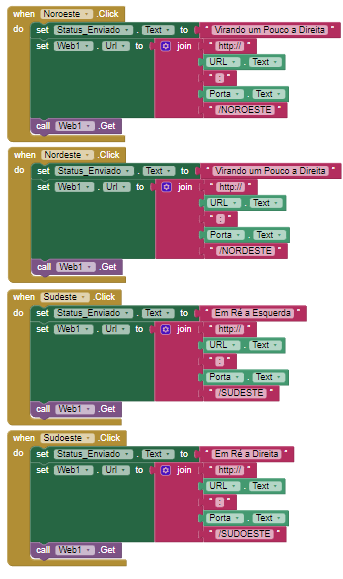 when Noroeste .Click
do set Status_Enviado . Text to " Virando um Pouco a Direita "
set Web1 . Url to join " http:// "
URL . Text
" : "
Porta . Text
" /NOROESTE "
call Web1 .Get
when Nordeste .Click
do set Status_Enviado . Text to " Virando um Pouco a Direita "
set Web1 . Url to join " http:// "
URL . Text
" : "
Porta . Text
" /NORDESTE "
call Web1 .Get
when Sudeste .Click
do set Status_Enviado . Text to " Em Ré a Esquerda "
set Web1 . Url to join " http:// "
URL . Text
" : "
Porta . Text
" /SUDESTE "
call Web1 .Get
when Sudoeste .Click
do set Status_Enviado . Text to " Em Ré a Direita "
set Web1 . Url to join " http:// "
URL . Text
" : "
Porta . Text
" /SUDOESTE "
call Web1 .Get